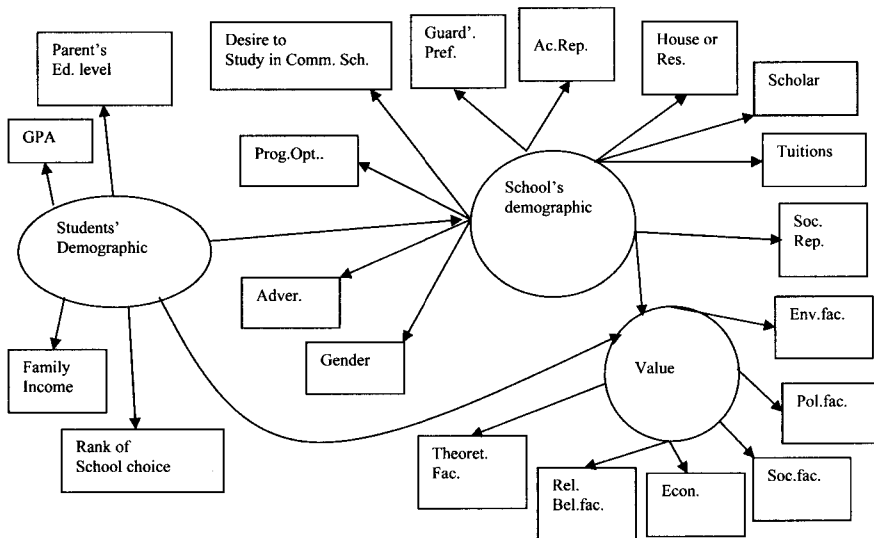 Parent's
Ed. level
Desire to
Study in Comm. Sch.
Guard'.
Pref.
Ac.Rep.
House or
Res.
Scholar
GPA
Prog.Opt..
School's
demographic
Tuitions
Students'
Demographic
Soc.
Rep.
Adver.
Env.fac.
Gender
Value
Family
Income
Pol.fac.
Rank of
School choice
Theoret.
Fac.
Rel.
Bel.fac.
Econ.
Soc.fac.